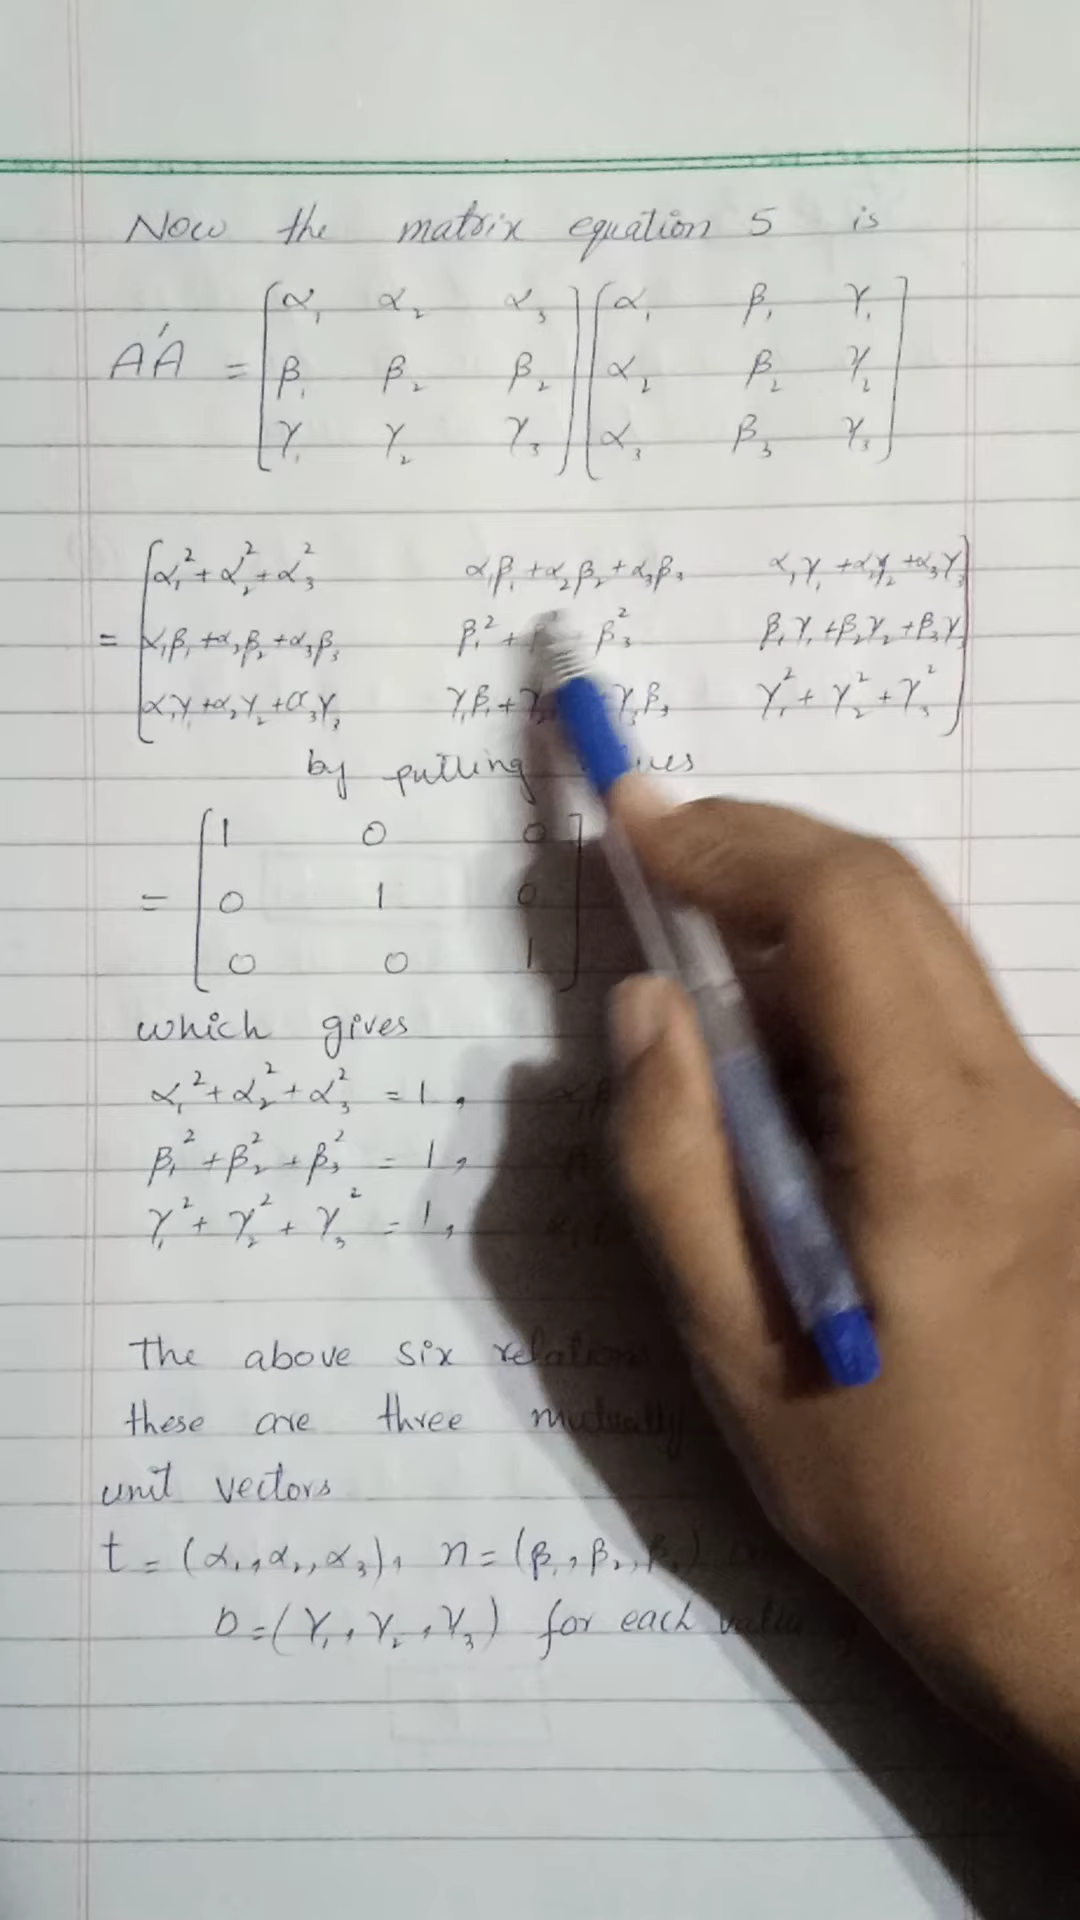 Now the matrix equation 5 is
A'A = [α₁ α₂ α₃] [α₁ β₁ γ₁]
[β₁ β₂ β₂] [α₂ β₂ γ₂]
[γ₁ γ₂ γ₃] [α₃ β₃ γ₃]
= [α₁²+α₂²+α₃² α₁β₁+α₂β₂+α₃β₃ α₁γ₁+α₂γ₂+α₃γ₃]
[α₁β₁+α₂β₂+α₃β₃ β₁²+ β₃² β₁γ₁+β₂γ₂+β₃γ₃]
[α₁γ₁+α₂γ₂+α₃γ₃ γ₁β₁+ γ₃β₃ γ₁²+γ₂²+γ₃²]
by putting
= [1 0 0]
[0 1 0]
[0 0 1]
which gives
α₁²+α₂²+α₃² = 1,
β₁²+β₂²+β₃² = 1,
γ₁²+γ₂²+γ₃² = 1,
The above six
these are three mutually
unit vectors
t = (α₁,α₂,α₃), n = (β₁,β₂,
b = (γ₁,γ₂,γ₃) for each